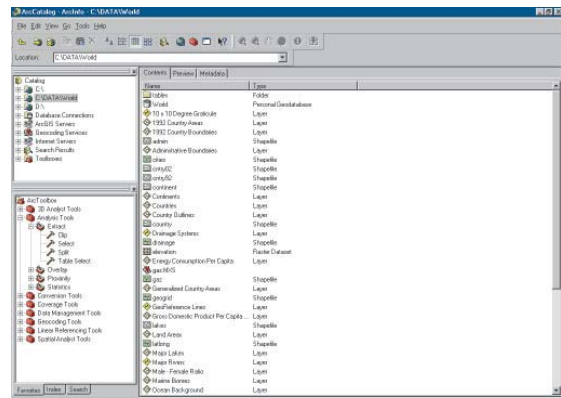 ArcCatalog - ArcInfo - C:\DATA\World
File Edit View Go Tools Help
Location: C:\DATA\World
Catalog
C:\
C:\DATA\World
D:\
Database Connections
ArcGIS Servers
Geocoding Services
Internet Servers
Search Results
Toolboxes
ArcToolbox
3D Analyst Tools
Analysis Tools
Extract
Clip
Select
Split
Table Select
Overlay
Proximity
Statistics
Conversion Tools
Coverage Tools
Data Management Tools
Geocoding Tools
Linear Referencing Tools
Spatial Analyst Tools
Favorites Index Search
Contents Preview Metadata
Name Type
tables Folder
World Personal Geodatabase
10 x 10 Degree Graticule Layer
1992 Country Areas Layer
1992 Country Boundaries Layer
admin Shapefile
Administrative Boundaries Layer
cities Shapefile
cntry02 Shapefile
cntry92 Shapefile
continent Shapefile
Continents Layer
Countries Layer
Country Outlines Layer
country Shapefile
Drainage Systems Layer
drainage Shapefile
elevation Raster Dataset
Energy Consumption Per Capita Layer
gaz Shapefile
Generalized Country Areas Layer
geogrid Shapefile
GeoReference Lines Layer
Gross Domestic Product Per Capita ... Layer
lakes Shapefile
Land Areas Layer
latlong Shapefile
Major Lakes Layer
Major Rivers Layer
Male - Female Ratio Layer
Marine Biomes Layer
Ocean Background Layer